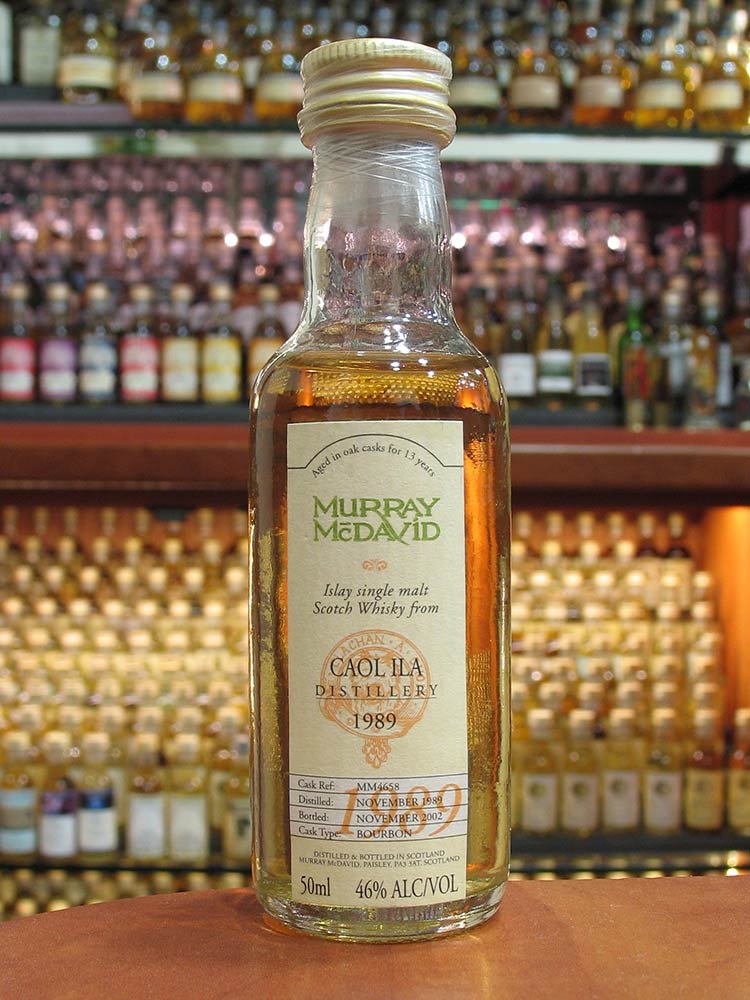 Aged in oak casks for 13 years
MURRAY
McDAVID
Islay single malt
Scotch Whisky from
LACHAN · A ·
CAOL ILA
DISTILLERY
1989
1989
Cask Ref: MM4658
Distilled: NOVEMBER 1989
Bottled: NOVEMBER 2002
Cask Type: BOURBON
DISTILLED & BOTTLED IN SCOTLAND
MURRAY McDAVID, PAISLEY, PA3 3AT, SCOTLAND
50ml 46% ALC/VOL